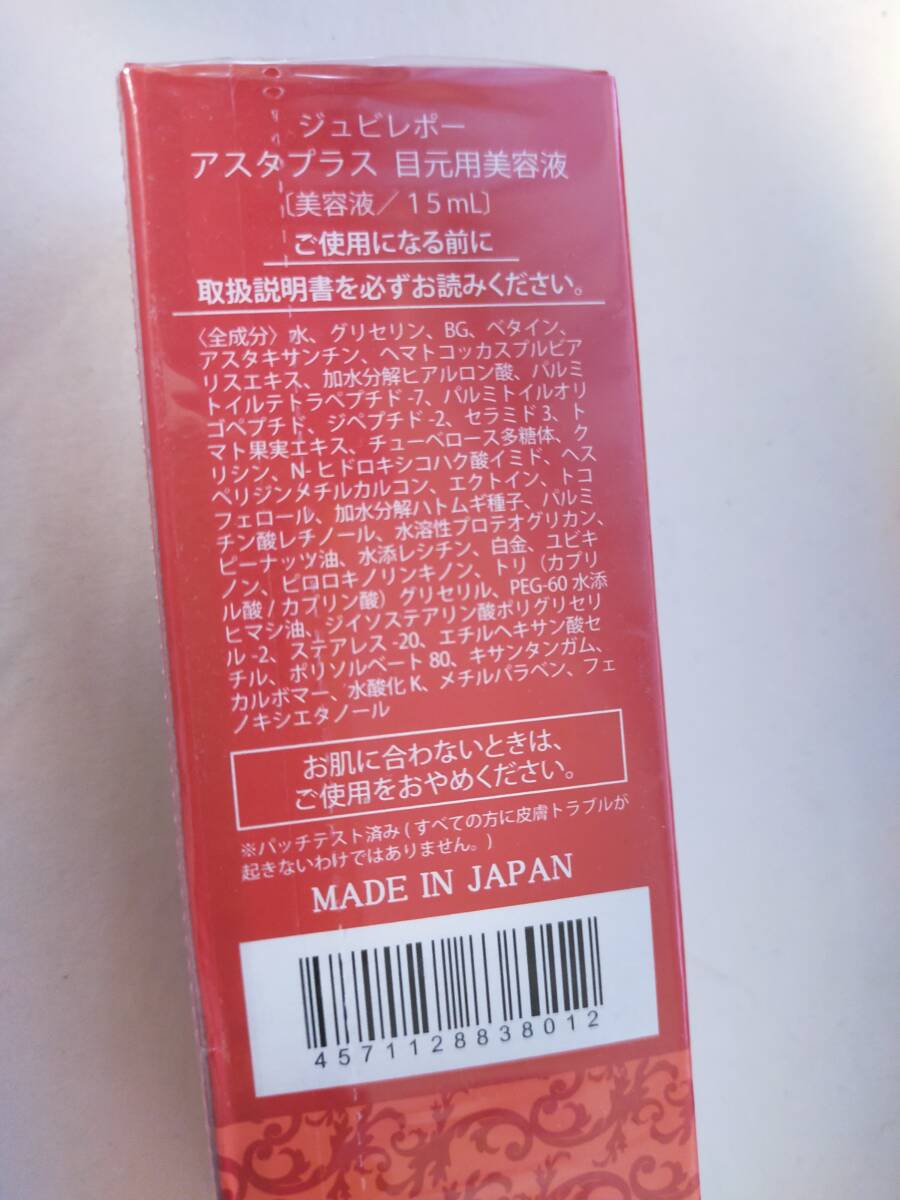 ジュビレポー
アスタプラス 目元用美容液
〔美容液／15mL〕
ご使用になる前に
取扱説明書を必ずお読みください。
〈全成分〉水、グリセリン、BG、ベタイン、
アスタキサンチン、ヘマトコッカスプルビア
リスエキス、加水分解ヒアルロン酸、パルミ
トイルテトラペプチド-7、パルミトイルオリ
ゴペプチド、ジペプチド-2、セラミド3、ト
マト果実エキス、チューベロース多糖体、ク
リシン、N-ヒドロキシコハク酸イミド、ヘス
ペリジンメチルカルコン、エクトイン、トコ
フェロール、加水分解ハトムギ種子、パルミ
チン酸レチノール、水溶性プロテオグリカン、
ピーナッツ油、水添レシチン、白金、ユビキ
ノン、ピロロキノリンキノン、トリ（カプリ
ル酸/カプリン酸）グリセリル、PEG-60水添
ヒマシ油、ジイソステアリン酸ポリグリセリ
ル-2、ステアレス-20、エチルヘキサン酸セ
チル、ポリソルベート80、キサンタンガム、
カルボマー、水酸化K、メチルパラベン、フェ
ノキシエタノール
お肌に合わないときは、
ご使用をおやめください。
※パッチテスト済み(すべての方に皮膚トラブルが
起きないわけではありません。)
MADE IN JAPAN
4571128838012